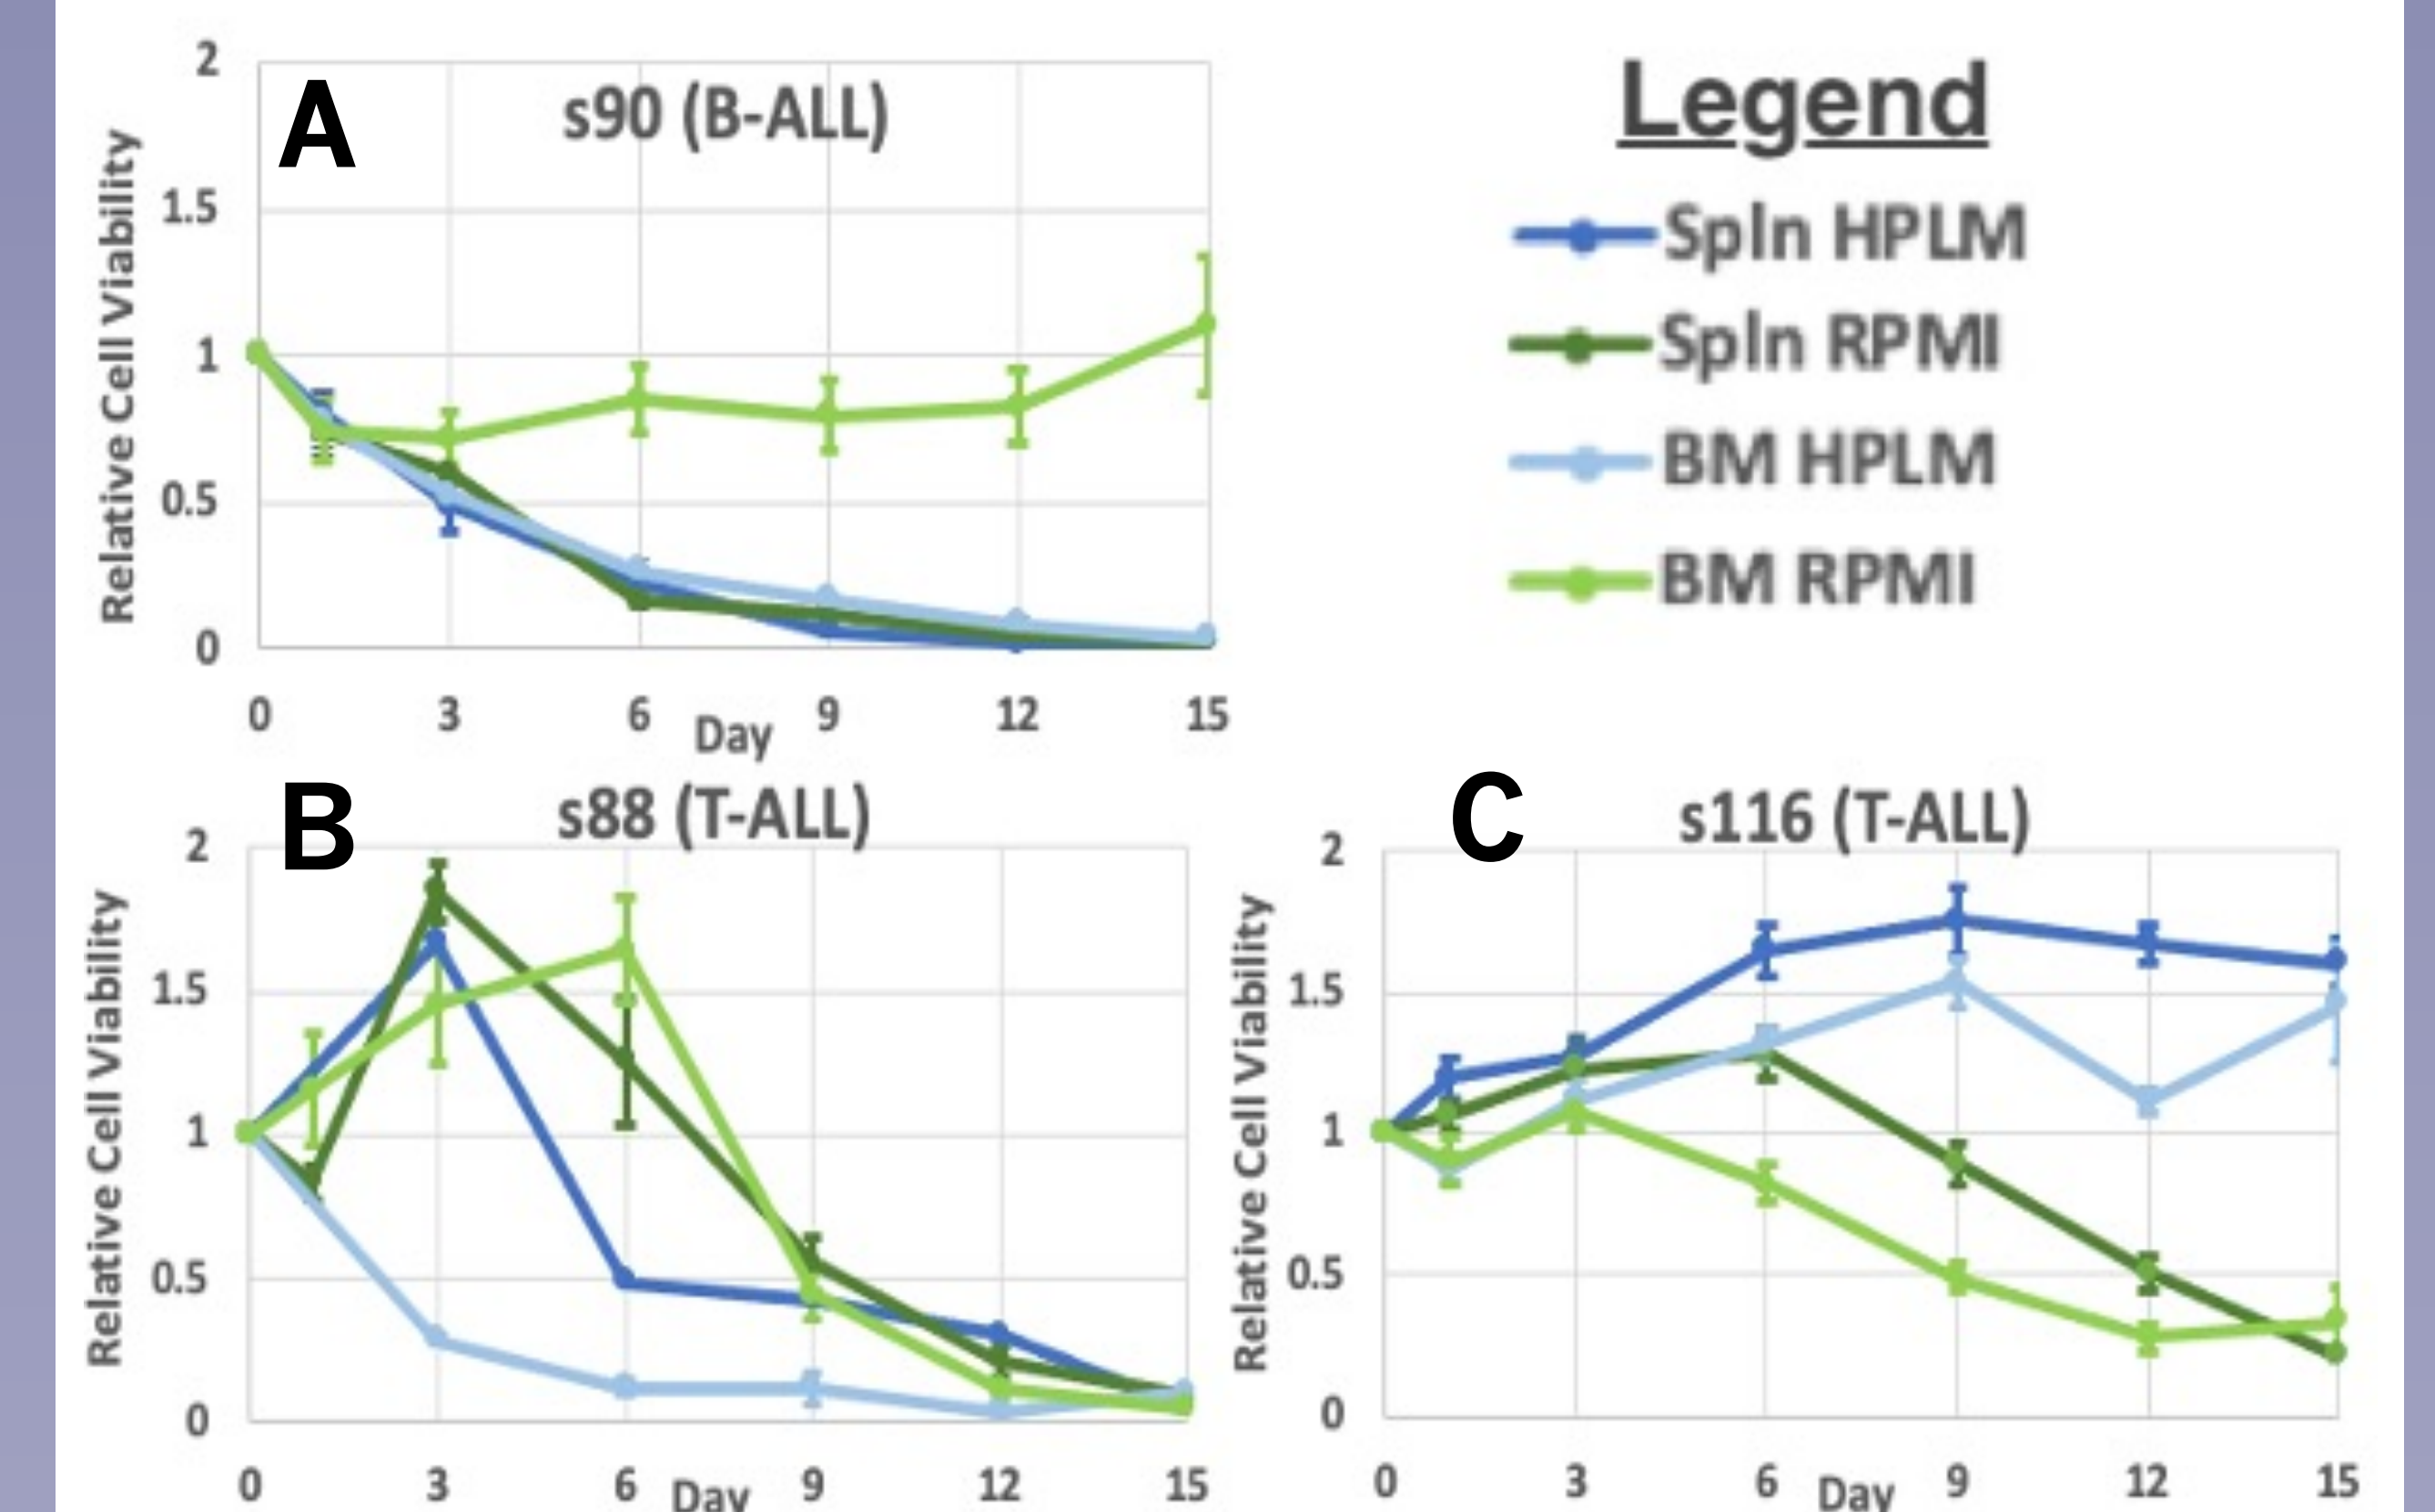 A
s90 (B-ALL)
Relative Cell Viability
2
1.5
1
0.5
0
0 3 6 9 12 15
Day
Legend
Spln HPLM
Spln RPMI
BM HPLM
BM RPMI
B
s88 (T-ALL)
Relative Cell Viability
2
1.5
1
0.5
0
0 3 6 9 12 15
Day
C
s116 (T-ALL)
Relative Cell Viability
2
1.5
1
0.5
0
0 3 6 9 12 15
Day